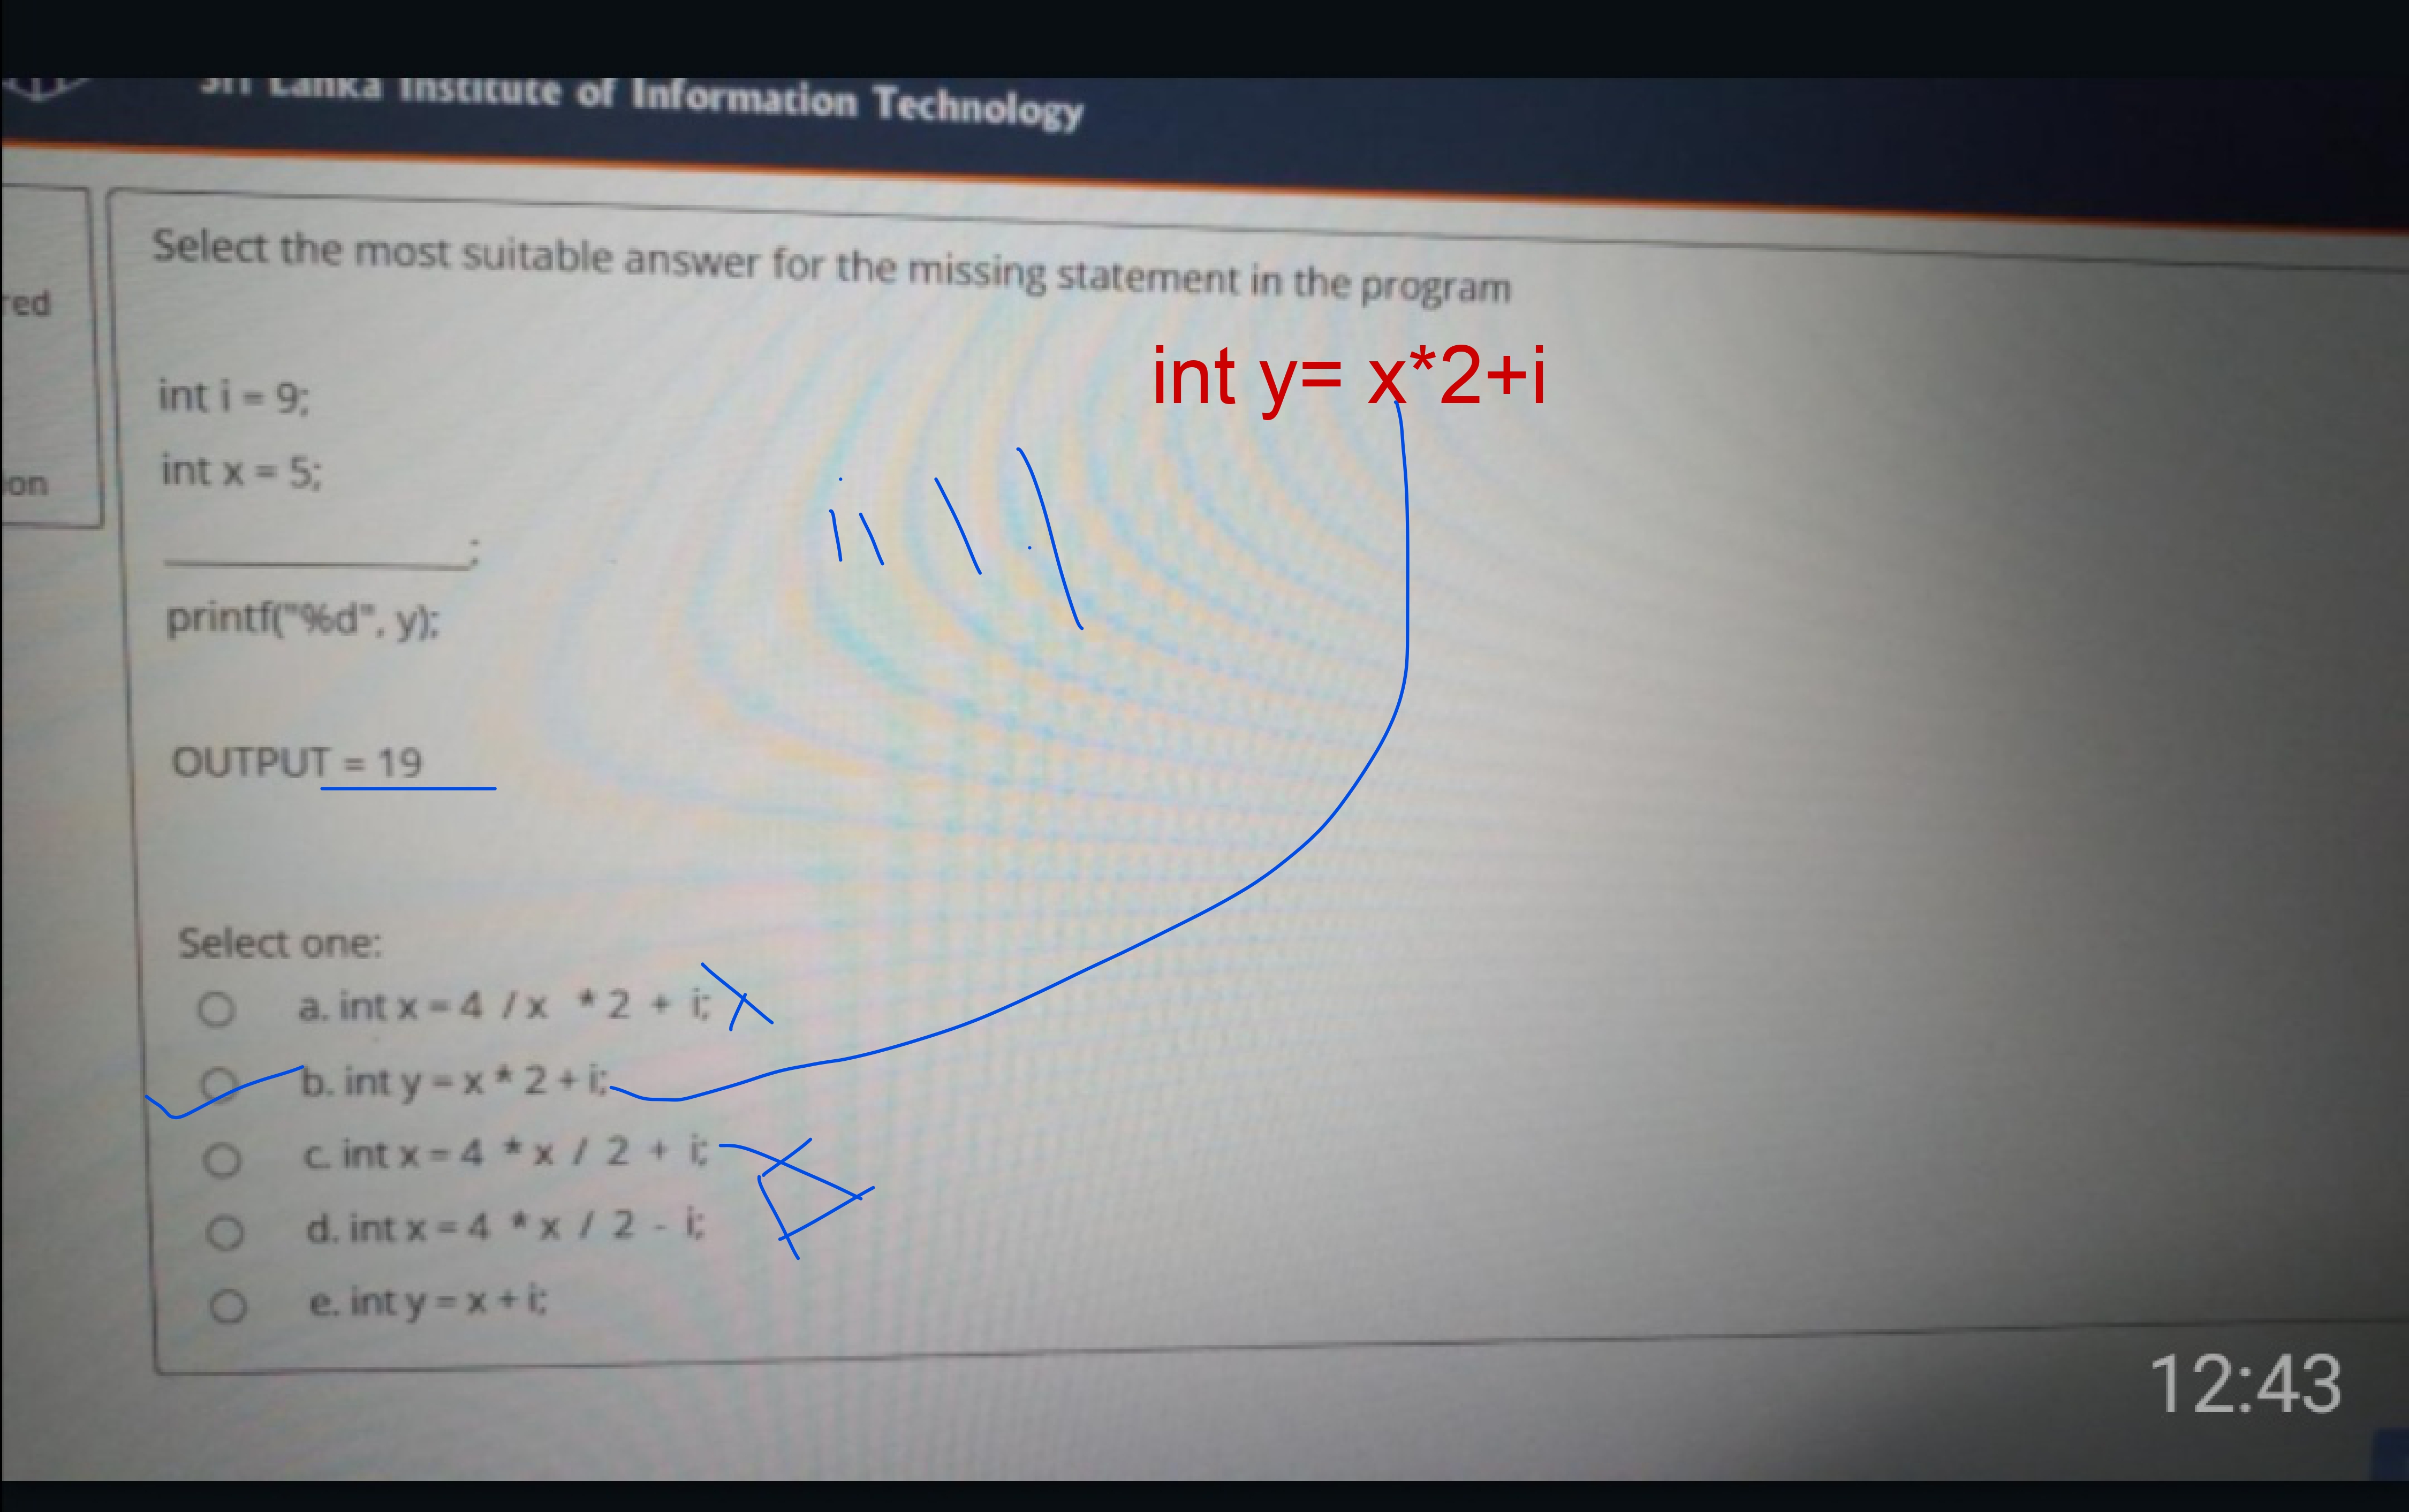 Sri Lanka Institute of Information Technology
red
on
Select the most suitable answer for the missing statement in the program
int y= x*2+i
int i = 9;
int x = 5;
;
printf("%d", y);
OUTPUT = 19
Select one:
a. int x = 4 / x * 2 + i;
b. int y = x * 2 + i;
c. int x = 4 * x / 2 + i;
d. int x = 4 * x / 2 - i;
e. int y = x + i;
12:43